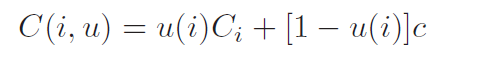 C(i, u) = u(i)C_i + [1 − u(i)]c